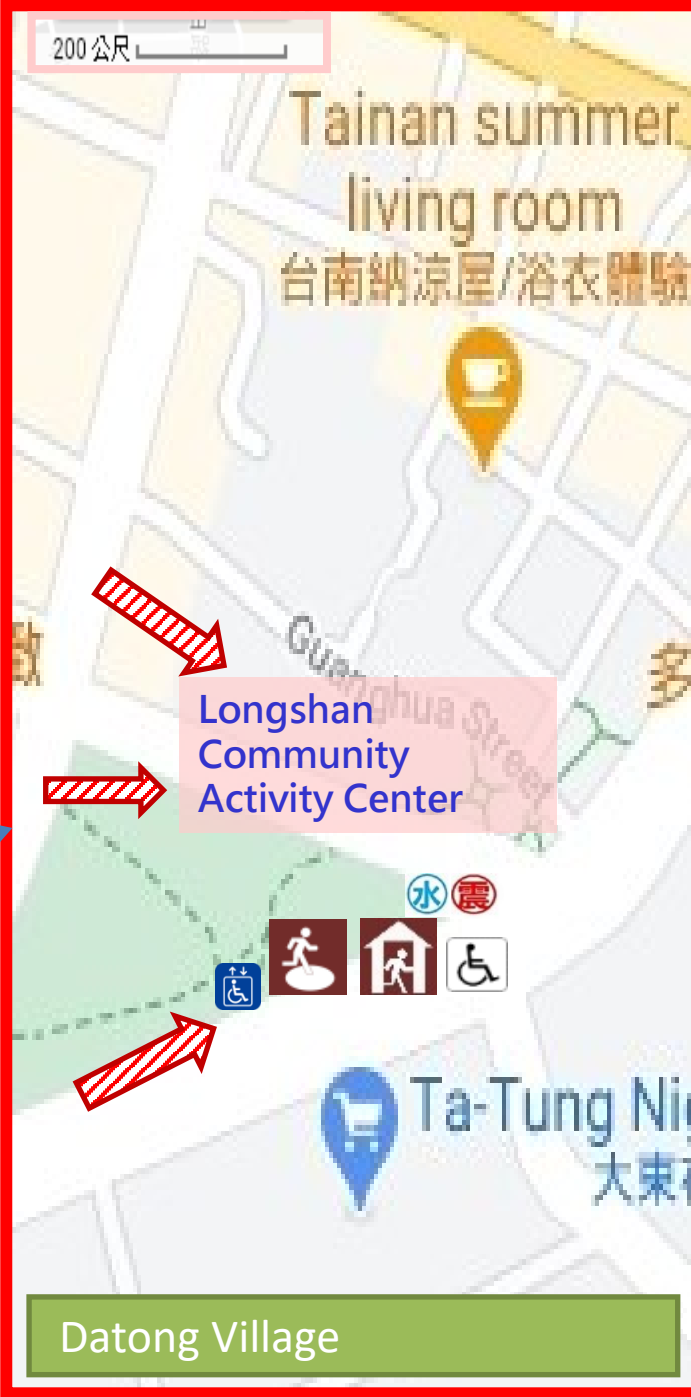 200公尺
Tainan summer
living room
台南納涼屋/浴衣體驗
Guanghua Street
多
Longshan
Community
Activity Center
水 震
Ta-Tung Ni
大東
Datong Village